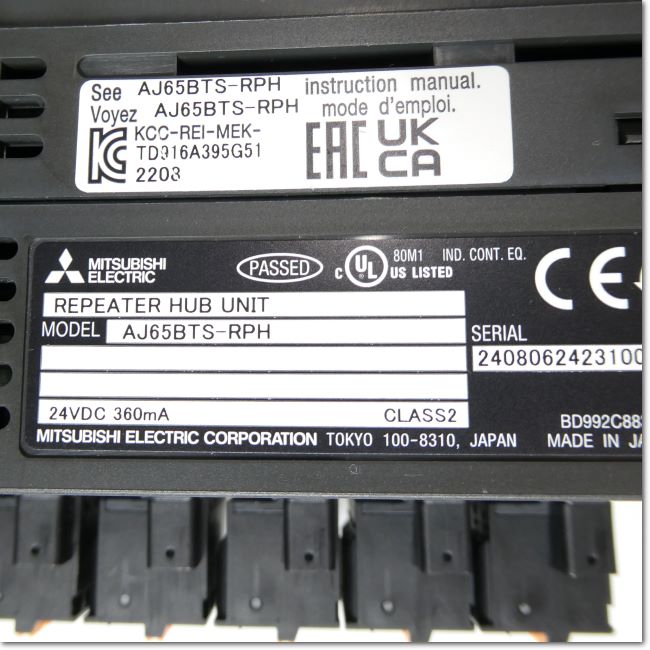 See AJ65BTS-RPH instruction manual.
Voyez AJ65BTS-RPH mode d'emploi.
KCC-REI-MEK-
TD916A395G51
2203
EAC UK CA
MITSUBISHI ELECTRIC
PASSED
C UL US LISTED
80M1 IND. CONT. EQ.
CE
REPEATER HUB UNIT
MODEL AJ65BTS-RPH
SERIAL
2408062423100
24VDC 360mA CLASS2
MITSUBISHI ELECTRIC CORPORATION TOKYO 100-8310, JAPAN
MADE IN